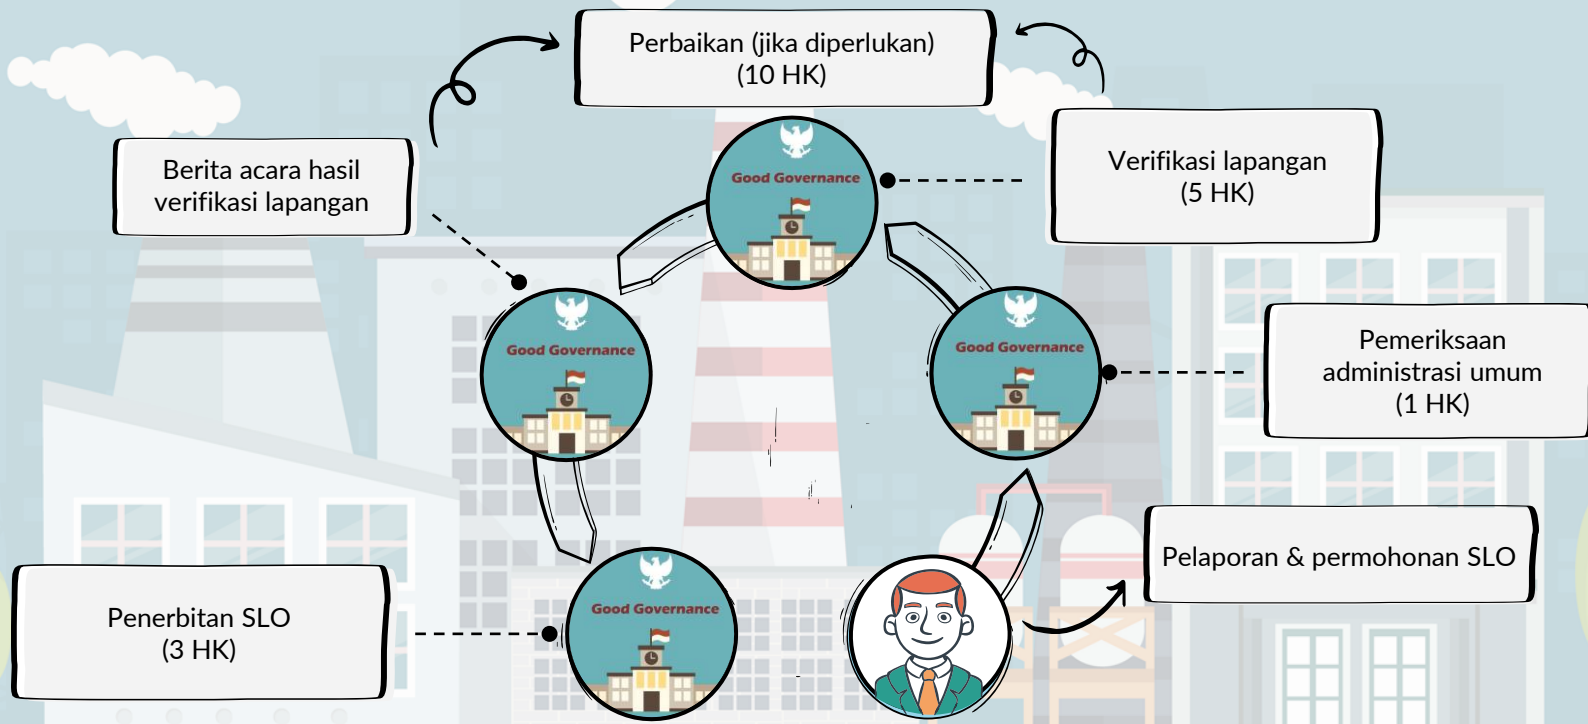 Perbaikan (jika diperlukan)
(10 HK)
Berita acara hasil
verifikasi lapangan
Verifikasi lapangan
(5 HK)
Good Governance
Good Governance
Good Governance
Pemeriksaan
administrasi umum
(1 HK)
Pelaporan & permohonan SLO
Penerbitan SLO
(3 HK)
Good Governance